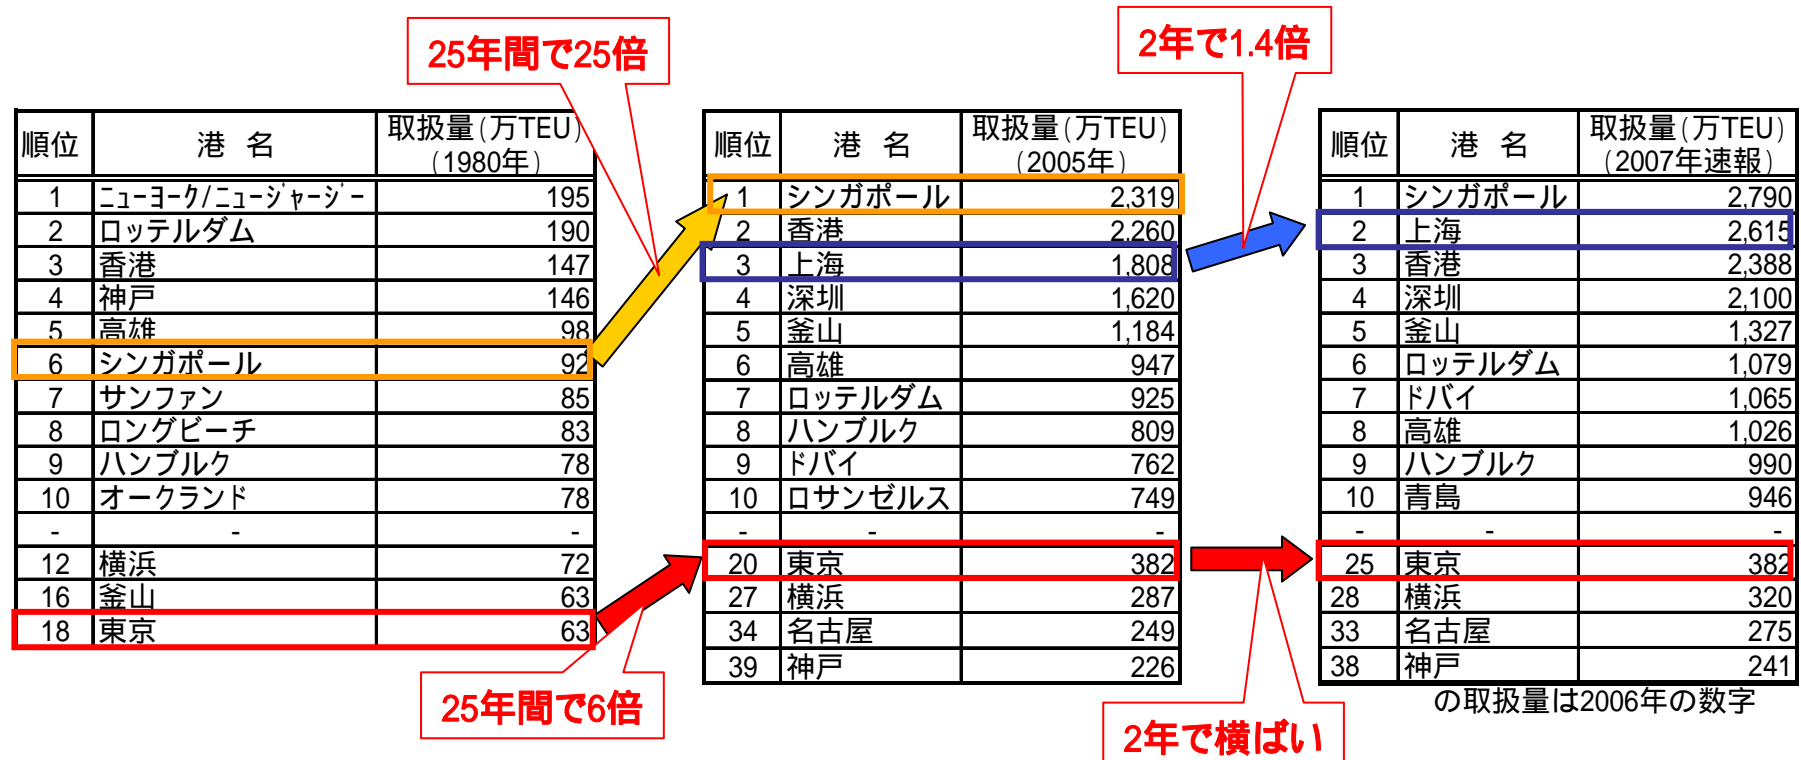 25年間で25倍
2年で1.4倍
順位 港 名 取扱量(万TEU)
(1980年)
1 ニューヨーク/ニュージャージー 195
2 ロッテルダム 190
3 香港 147
4 神戸 146
5 高雄 98
6 シンガポール 92
7 サンファン 85
8 ロングビーチ 83
9 ハンブルク 78
10 オークランド 78
- - -
12 横浜 72
16 釜山 63
18 東京 63
25年間で6倍
順位 港 名 取扱量(万TEU)
(2005年)
1 シンガポール 2,319
2 香港 2,260
3 上海 1,808
4 深圳 1,620
5 釜山 1,184
6 高雄 947
7 ロッテルダム 925
8 ハンブルク 809
9 ドバイ 762
10 ロサンゼルス 749
- - -
20 東京 382
27 横浜 287
34 名古屋 249
39 神戸 226
順位 港 名 取扱量(万TEU)
(2007年速報)
1 シンガポール 2,790
2 上海 2,615
3 香港 2,388
4 深圳 2,100
5 釜山 1,327
6 ロッテルダム 1,079
7 ドバイ 1,065
8 高雄 1,026
9 ハンブルク 990
10 青島 946
- - -
25 東京 382
28 横浜 320
33 名古屋 275
38 神戸 241
の取扱量は2006年の数字
2年で横ばい